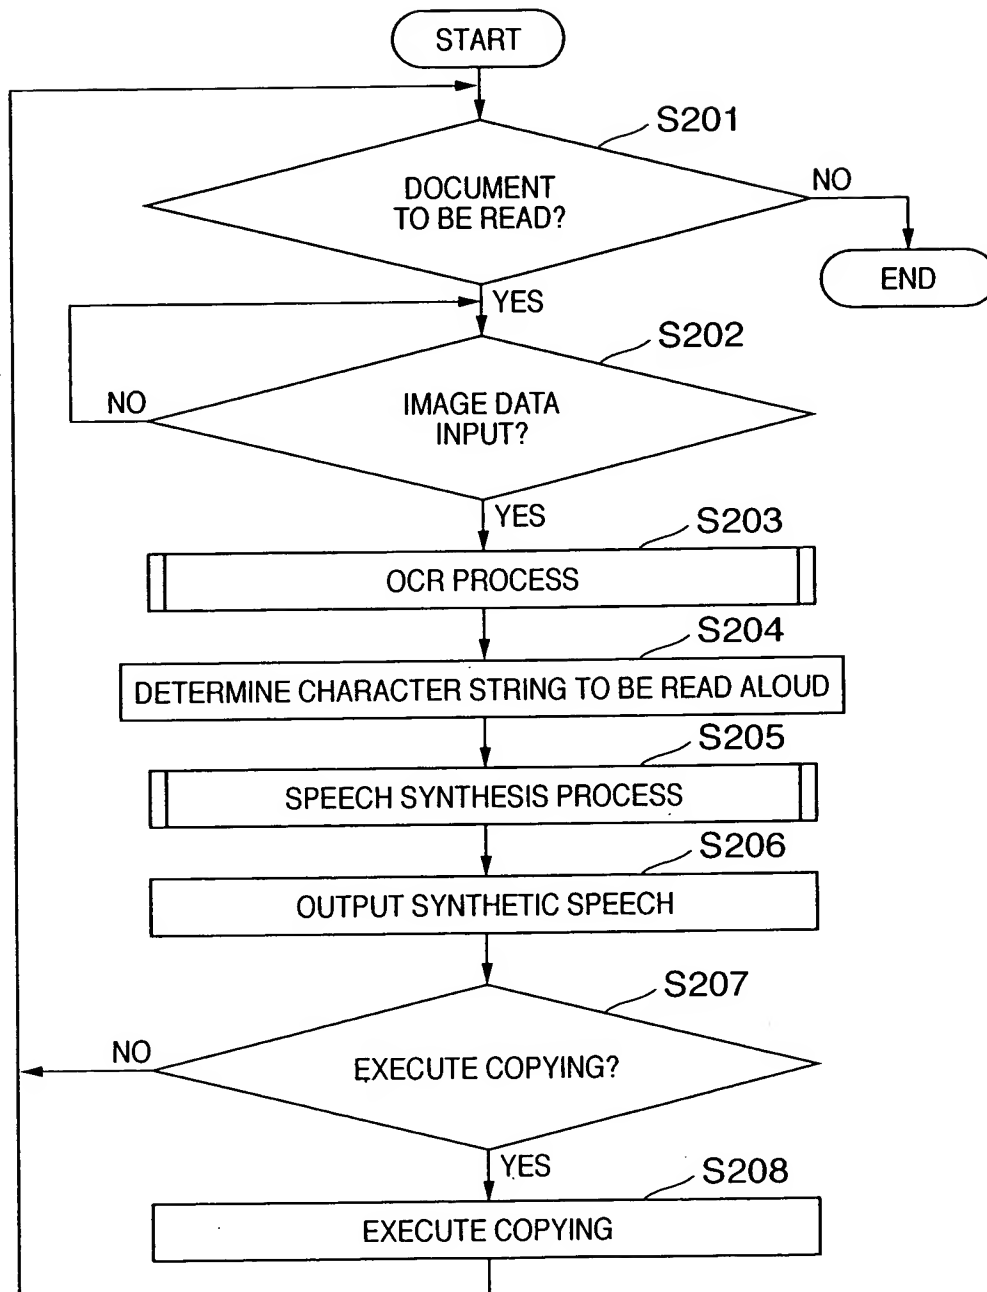 START
S201
DOCUMENT
TO BE READ?
NO
END
YES
S202
NO
IMAGE DATA
INPUT?
YES
S203
OCR PROCESS
S204
DETERMINE CHARACTER STRING TO BE READ ALOUD
S205
SPEECH SYNTHESIS PROCESS
S206
OUTPUT SYNTHETIC SPEECH
S207
NO
EXECUTE COPYING?
YES
S208
EXECUTE COPYING